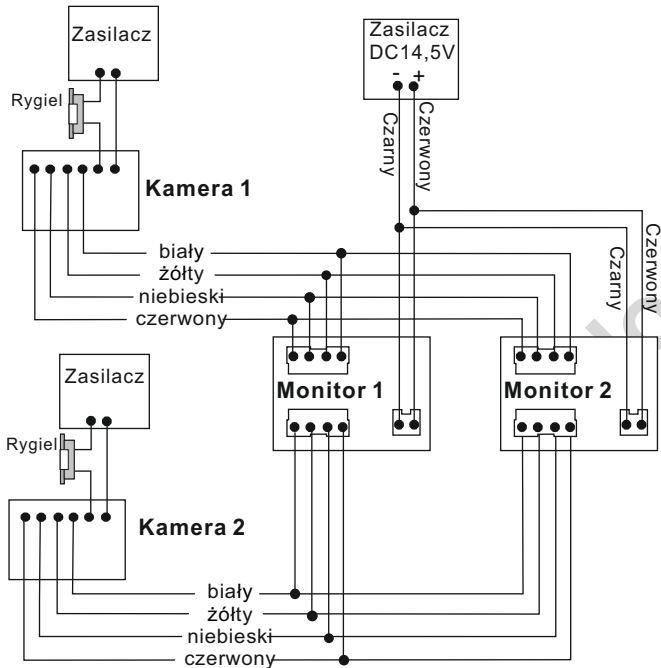 Zasilacz
Rygiel
Kamera 1
Zasilacz
DC14,5V
- +
Czarny
Czerwony
Czarny
Czerwony
biały
żółty
niebieski
czerwony
Monitor 1
Monitor 2
Zasilacz
Rygiel
Kamera 2
biały
żółty
niebieski
czerwony